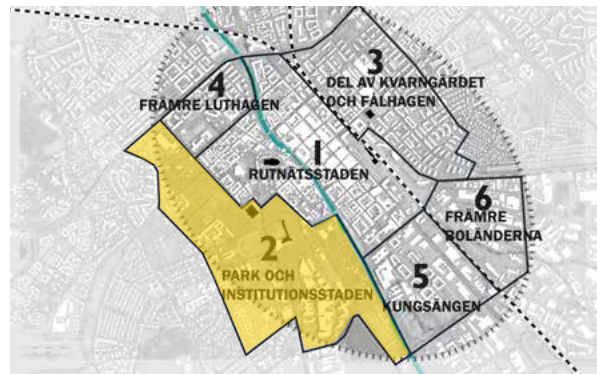 3
DEL AV KVARNGÄRDET
OCH FÅLHAGEN
4
FRÄMRE LUTHAGEN
1
RUTNÄTSSTADEN
6
FRÄMRE
BOLÄNDERNA
2
PARK OCH
INSTITUTIONSSTADEN
5
KUNGSÄNGEN